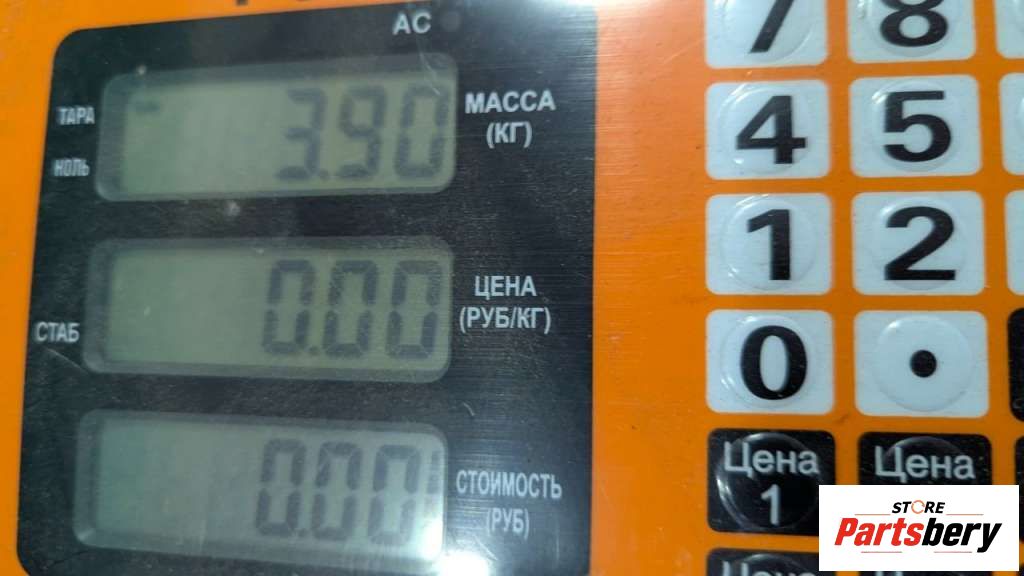 AC
ТАРА
3.90
МАССА
(КГ)
НОЛЬ
0.00
ЦЕНА
(РУБ/КГ)
СТАБ
0.00
СТОИМОСТЬ
(РУБ)
7 8
4 5
1 2
0 .
Цена
1
Цена
STORE
Partsbery